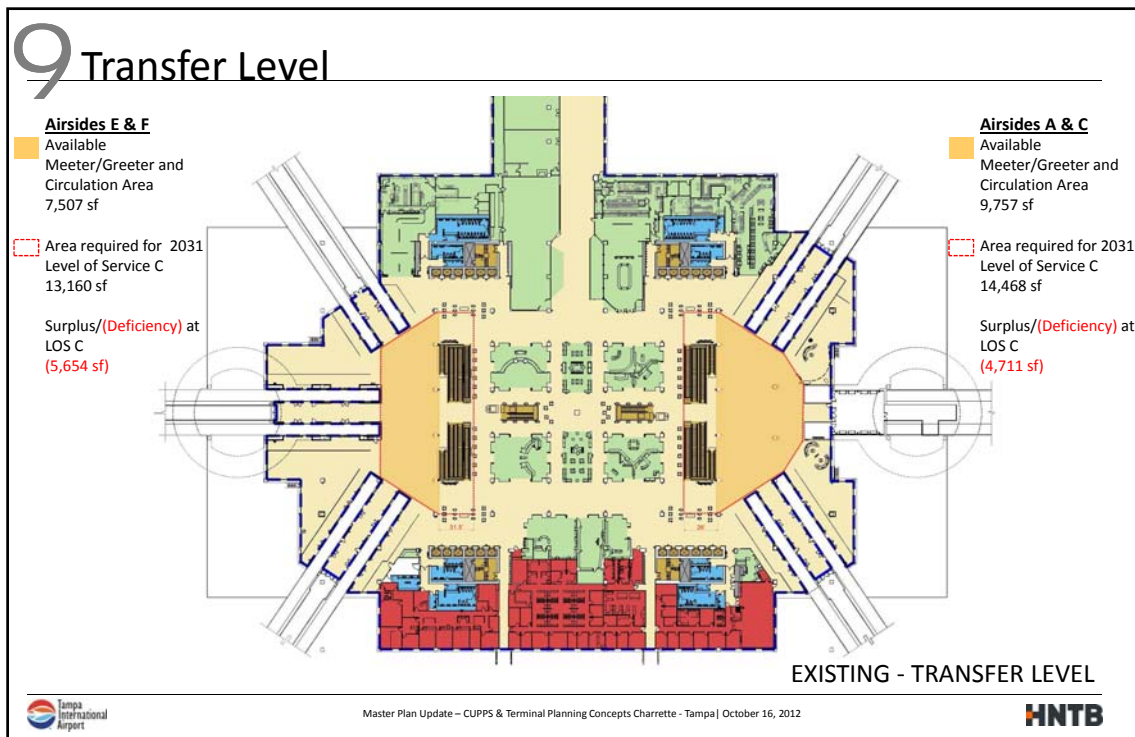 9 Transfer Level
Airsides E & F
Available
Meeter/Greeter and
Circulation Area
7,507 sf
Area required for 2031
Level of Service C
13,160 sf
Surplus/(Deficiency) at
LOS C
(5,654 sf)
Airsides A & C
Available
Meeter/Greeter and
Circulation Area
9,757 sf
Area required for 2031
Level of Service C
14,468 sf
Surplus/(Deficiency) at
LOS C
(4,711 sf)
31.5'
26'
EXISTING - TRANSFER LEVEL
Tampa
International
Airport
Master Plan Update – CUPPS & Terminal Planning Concepts Charrette - Tampa| October 16, 2012
HNTB